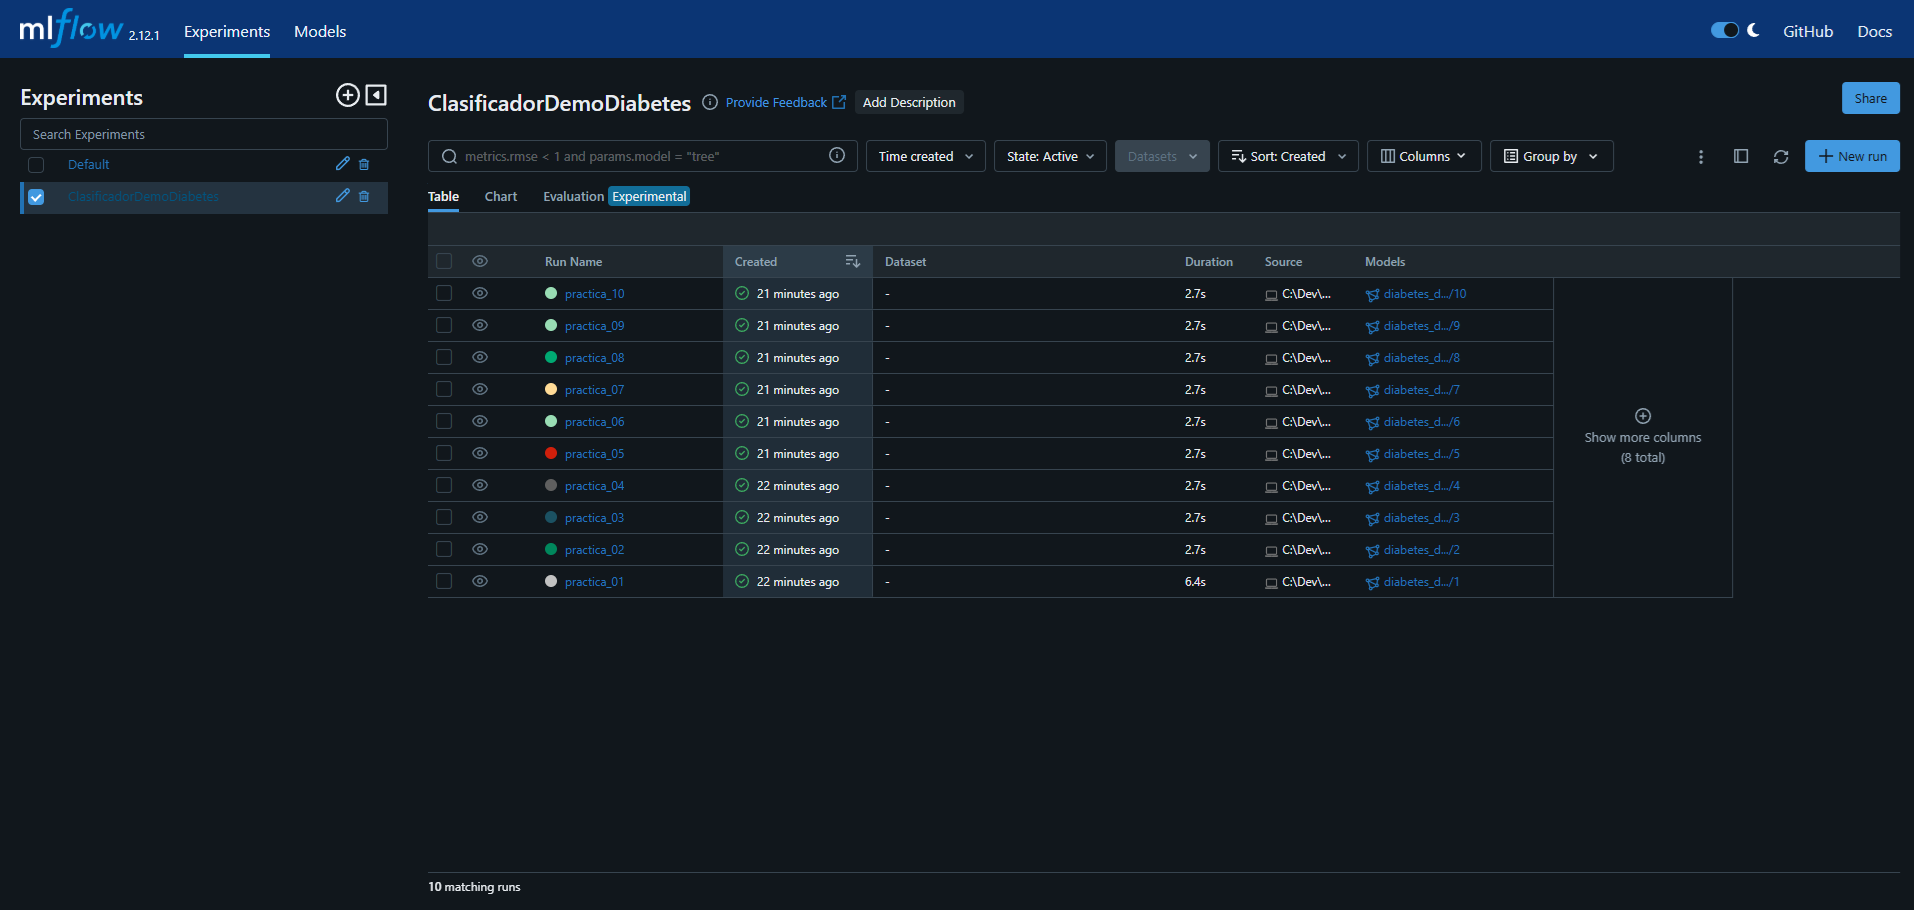 mlflow 2.12.1 Experiments Models GitHub Docs
Experiments
Search Experiments
Default
ClasificadorDemoDiabetes
ClasificadorDemoDiabetes Provide Feedback Add Description Share
metrics.rmse < 1 and params.model = "tree" Time created State: Active Datasets Sort: Created Columns Group by New run
Table Chart Evaluation Experimental
Run Name Created Dataset Duration Source Models
practica_10 21 minutes ago - 2.7s C:\Dev\... diabetes_d.../10
practica_09 21 minutes ago - 2.7s C:\Dev\... diabetes_d.../9
practica_08 21 minutes ago - 2.7s C:\Dev\... diabetes_d.../8
practica_07 21 minutes ago - 2.7s C:\Dev\... diabetes_d.../7
practica_06 21 minutes ago - 2.7s C:\Dev\... diabetes_d.../6
practica_05 21 minutes ago - 2.7s C:\Dev\... diabetes_d.../5
practica_04 22 minutes ago - 2.7s C:\Dev\... diabetes_d.../4
practica_03 22 minutes ago - 2.7s C:\Dev\... diabetes_d.../3
practica_02 22 minutes ago - 2.7s C:\Dev\... diabetes_d.../2
practica_01 22 minutes ago - 6.4s C:\Dev\... diabetes_d.../1
Show more columns
(8 total)
10 matching runs